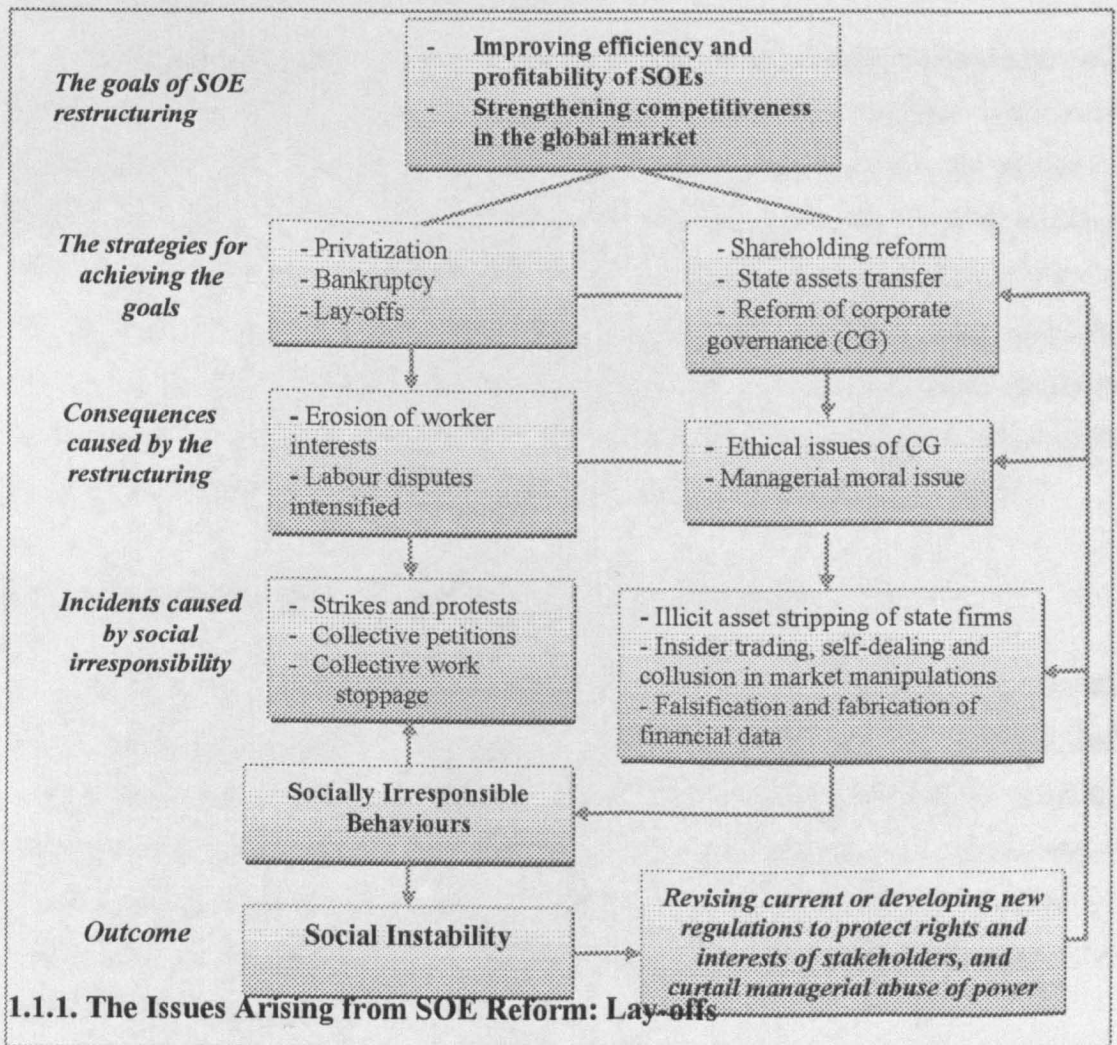 The goals of SOE
restructuring
- Improving efficiency and
profitability of SOEs
- Strengthening competitiveness
in the global market
The strategies for
achieving the
goals
- Privatization
- Bankruptcy
- Lay-offs
- Shareholding reform
- State assets transfer
- Reform of corporate
governance (CG)
Consequences
caused by the
restructuring
- Erosion of worker
interests
- Labour disputes
intensified
- Ethical issues of CG
- Managerial moral issue
Incidents caused
by social
irresponsibility
- Strikes and protests
- Collective petitions
- Collective work
stoppage
- Illicit asset stripping of state firms
- Insider trading, self-dealing and
collusion in market manipulations
- Falsification and fabrication of
financial data
Socially Irresponsible
Behaviours
Outcome
Social Instability
Revising current or developing new
regulations to protect rights and
interests of stakeholders, and
curtail managerial abuse of power
1.1.1. The Issues Arising from SOE Reform: Lay-offs